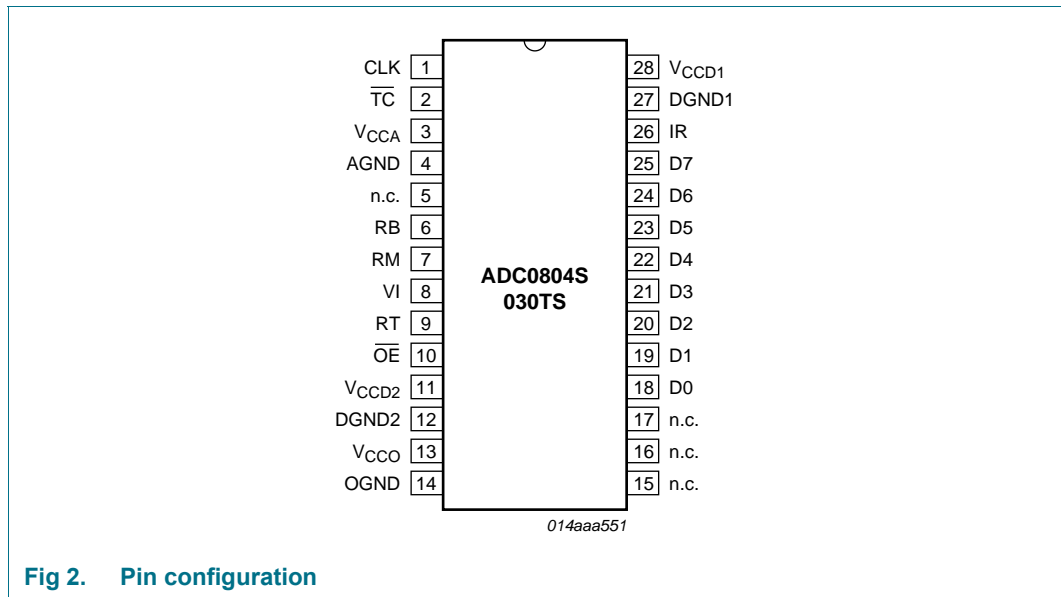 CLK 1
T̅C̅ 2
VCCA 3
AGND 4
n.c. 5
RB 6
RM 7
VI 8
RT 9
O̅E̅ 10
VCCD2 11
DGND2 12
VCCO 13
OGND 14
ADC0804S
030TS
28 VCCD1
27 DGND1
26 IR
25 D7
24 D6
23 D5
22 D4
21 D3
20 D2
19 D1
18 D0
17 n.c.
16 n.c.
15 n.c.
014aaa551
Fig 2. Pin configuration